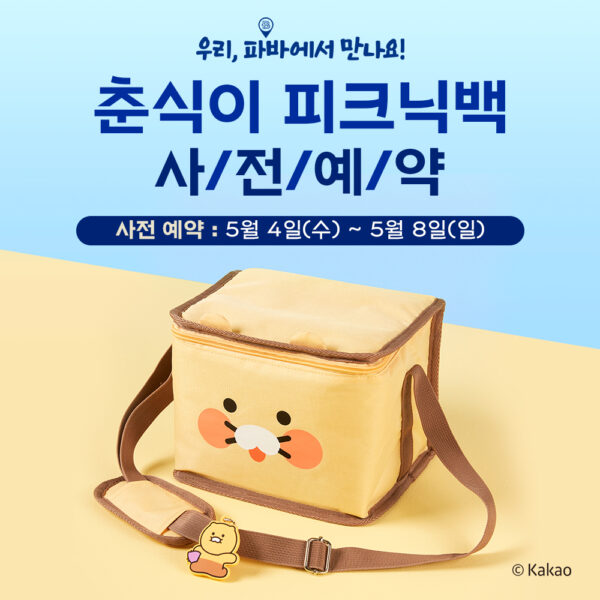 우리, 파바에서 만나요!
춘식이 피크닉백
사/전/예/약
사전 예약 : 5월 4일(수) ~ 5월 8일(일)
© Kakao